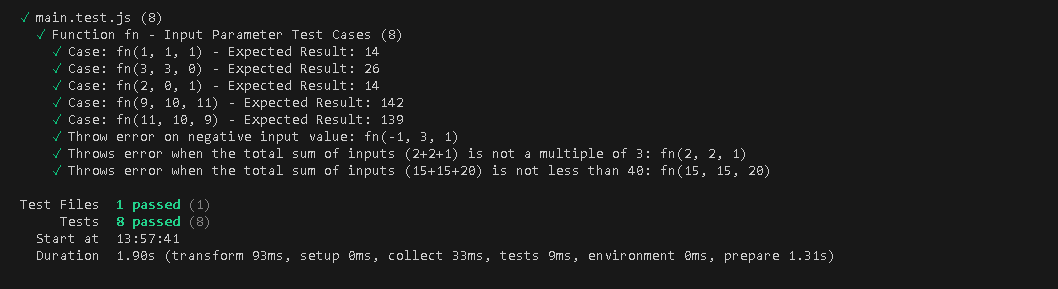 ✓ main.test.js (8)
✓ Function fn - Input Parameter Test Cases (8)
✓ Case: fn(1, 1, 1) - Expected Result: 14
✓ Case: fn(3, 3, 0) - Expected Result: 26
✓ Case: fn(2, 0, 1) - Expected Result: 14
✓ Case: fn(9, 10, 11) - Expected Result: 142
✓ Case: fn(11, 10, 9) - Expected Result: 139
✓ Throw error on negative input value: fn(-1, 3, 1)
✓ Throws error when the total sum of inputs (2+2+1) is not a multiple of 3: fn(2, 2, 1)
✓ Throws error when the total sum of inputs (15+15+20) is not less than 40: fn(15, 15, 20)
Test Files 1 passed (1)
Tests 8 passed (8)
Start at 13:57:41
Duration 1.90s (transform 93ms, setup 0ms, collect 33ms, tests 9ms, environment 0ms, prepare 1.31s)